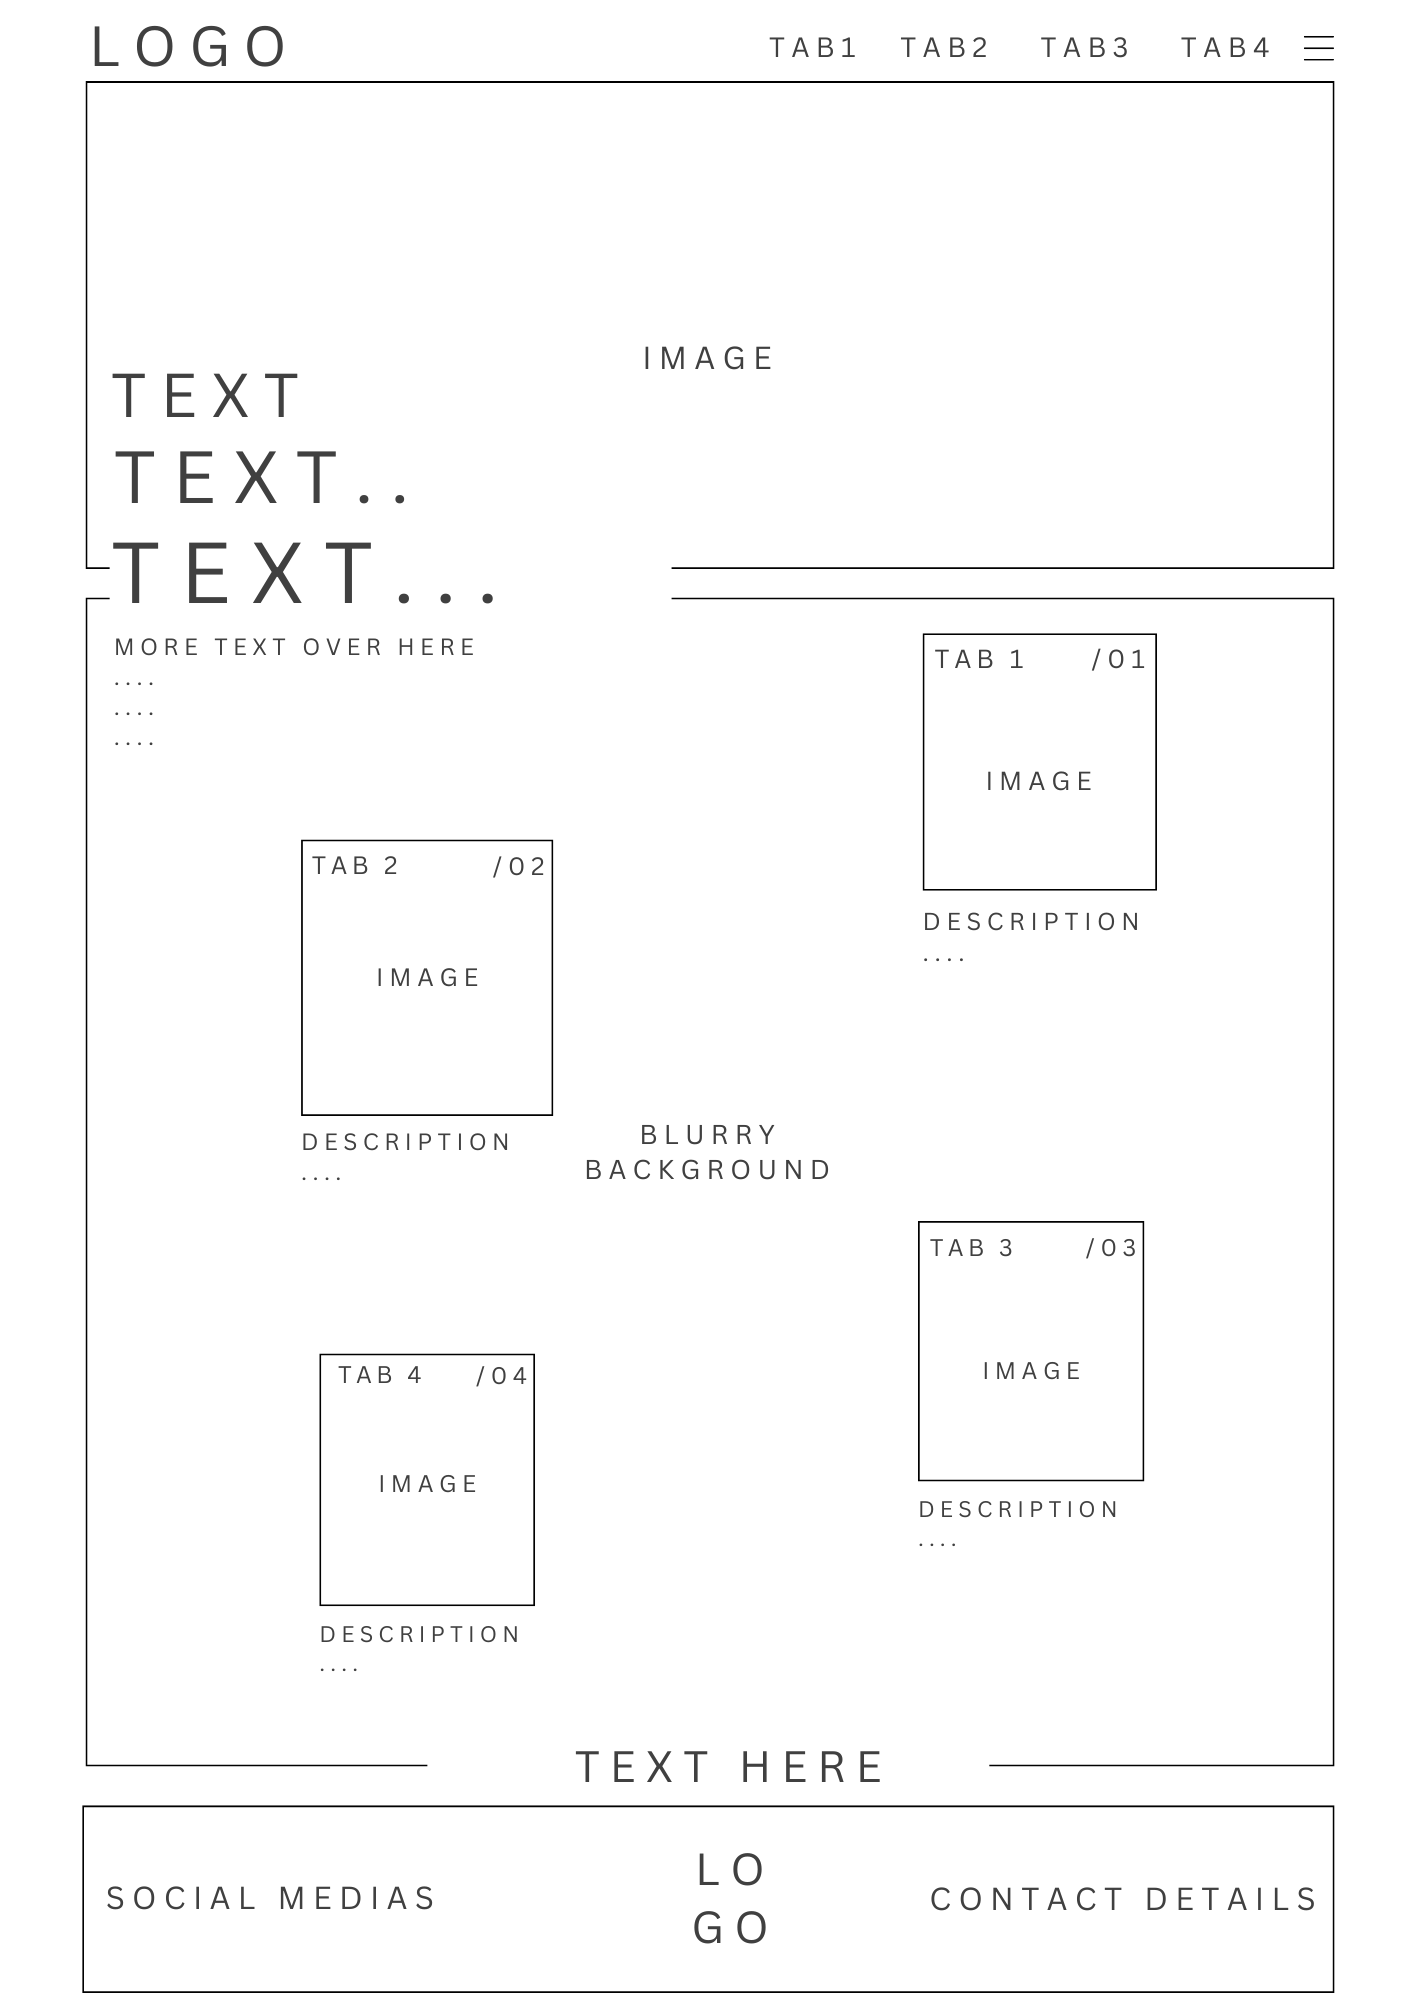 LOGO
TAB1 TAB2 TAB3 TAB4
IMAGE
TEXT
TEXT..
TEXT...
MORE TEXT OVER HERE
....
....
....
TAB 1 /01
IMAGE
DESCRIPTION
....
TAB 2 /02
IMAGE
DESCRIPTION
....
BLURRY
BACKGROUND
TAB 3 /03
IMAGE
DESCRIPTION
....
TAB 4 /04
IMAGE
DESCRIPTION
....
TEXT HERE
SOCIAL MEDIAS
LO
GO
CONTACT DETAILS